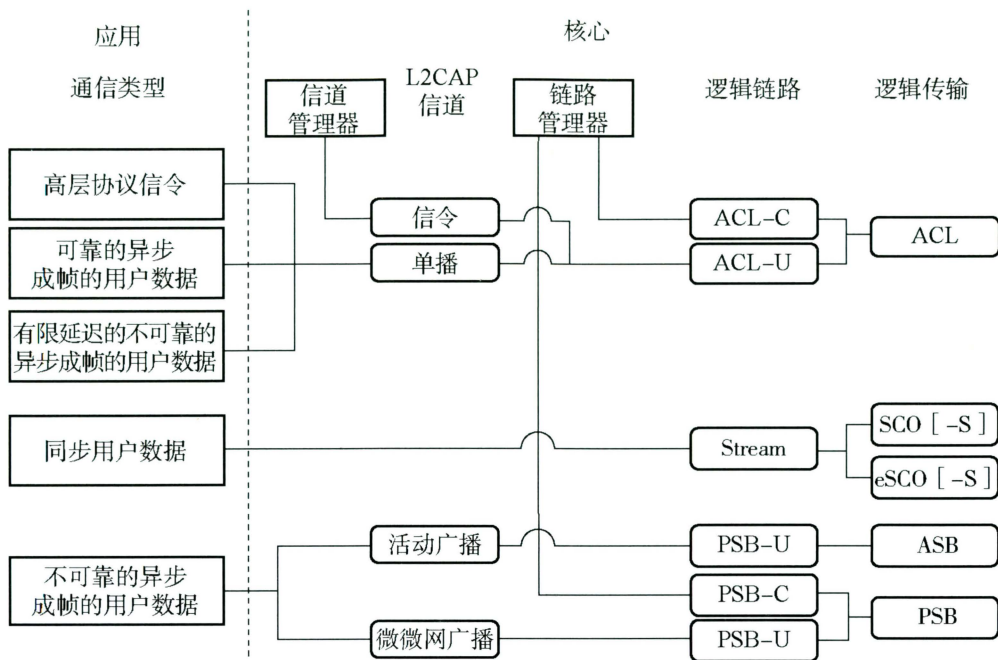 应用
核心
通信类型
L2CAP
信道
逻辑链路
逻辑传输
信道
管理器
链路
管理器
高层协议信令
信令
ACL-C
ACL
可靠的异步
成帧的用户数据
单播
ACL-U
有限延迟的不可靠的
异步成帧的用户数据
同步用户数据
Stream
SCO [ -S ]
eSCO [ -S ]
活动广播
PSB-U
ASB
不可靠的异步
成帧的用户数据
PSB-C
PSB
微微网广播
PSB-U